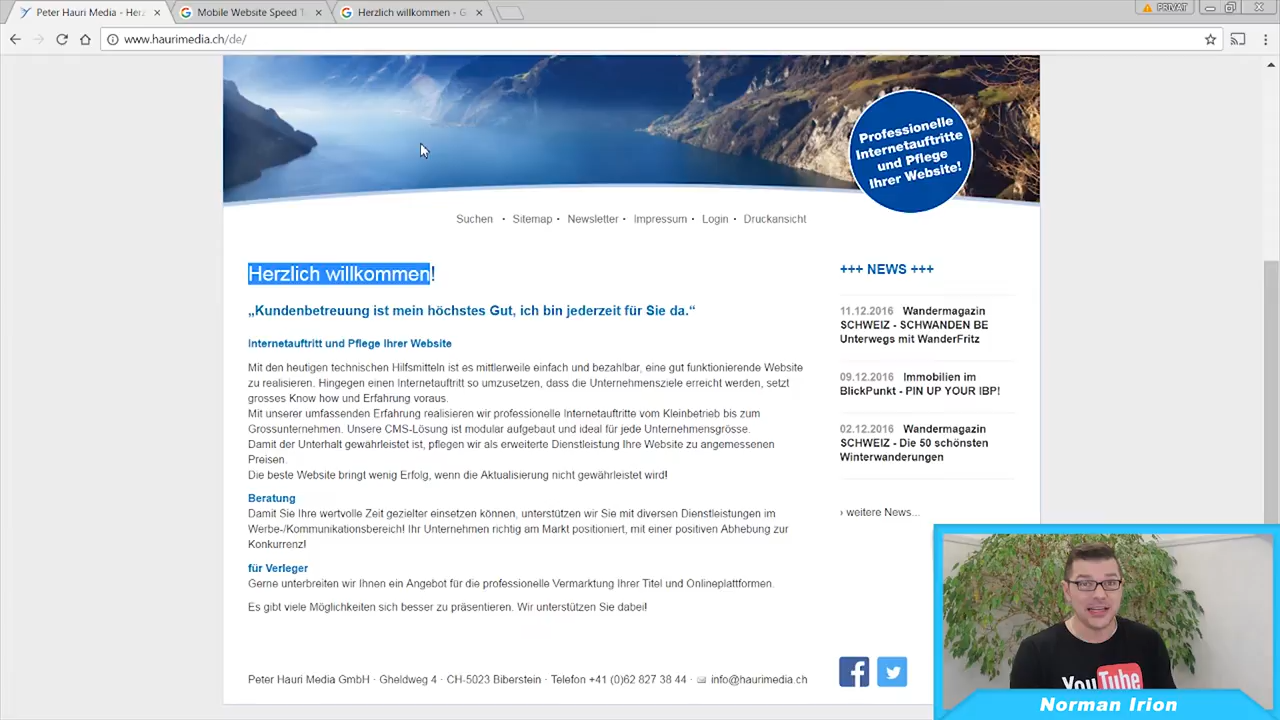 Peter Hauri Media - Herz
Mobile Website Speed T
Herzlich willkommen - G
PRIVAT
www.haurimedia.ch/de/
Professionelle
Internetauftritte
und Pflege
Ihrer Website!
Suchen · Sitemap · Newsletter · Impressum · Login · Druckansicht
Herzlich willkommen!
„Kundenbetreuung ist mein höchstes Gut, ich bin jederzeit für Sie da.“
Internetauftritt und Pflege Ihrer Website
Mit den heutigen technischen Hilfsmitteln ist es mittlerweile einfach und bezahlbar, eine gut funktionierende Website
zu realisieren. Hingegen einen Internetauftritt so umzusetzen, dass die Unternehmensziele erreicht werden, setzt
grosses Know how und Erfahrung voraus.
Mit unserer umfassenden Erfahrung realisieren wir professionelle Internetauftritte vom Kleinbetrieb bis zum
Grossunternehmen. Unsere CMS-Lösung ist modular aufgebaut und ideal für jede Unternehmensgrösse.
Damit der Unterhalt gewährleistet ist, pflegen wir als erweiterte Dienstleistung Ihre Website zu angemessenen
Preisen.
Die beste Website bringt wenig Erfolg, wenn die Aktualisierung nicht gewährleistet wird!
Beratung
Damit Sie Ihre wertvolle Zeit gezielter einsetzen können, unterstützen wir Sie mit diversen Dienstleistungen im
Werbe-/Kommunikationsbereich! Ihr Unternehmen richtig am Markt positioniert, mit einer positiven Abhebung zur
Konkurrenz!
für Verleger
Gerne unterbreiten wir Ihnen ein Angebot für die professionelle Vermarktung Ihrer Titel und Onlineplattformen.
Es gibt viele Möglichkeiten sich besser zu präsentieren. Wir unterstützen Sie dabei!
+++ NEWS +++
11.12.2016 Wandermagazin
SCHWEIZ - SCHWANDEN BE
Unterwegs mit WanderFritz
09.12.2016 Immobilien im
BlickPunkt - PIN UP YOUR IBP!
02.12.2016 Wandermagazin
SCHWEIZ - Die 50 schönsten
Winterwanderungen
› weitere News...
Peter Hauri Media GmbH · Gheldweg 4 · CH-5023 Biberstein · Telefon +41 (0)62 827 38 44 · info@haurimedia.ch
YouTube
Norman Irion